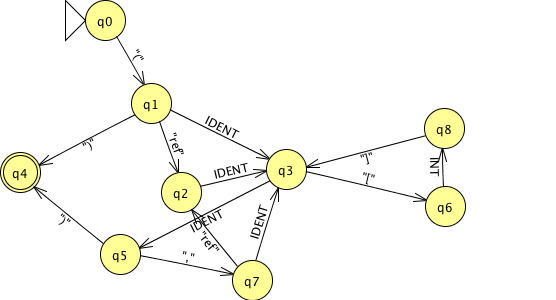 q0
"("
q1
IDENT
")"
"ref"
q8
"]"
q4
IDENT
q3
"["
INT
q2
q6
IDENT
")"
"ref"
IDENT
q5
","
q7